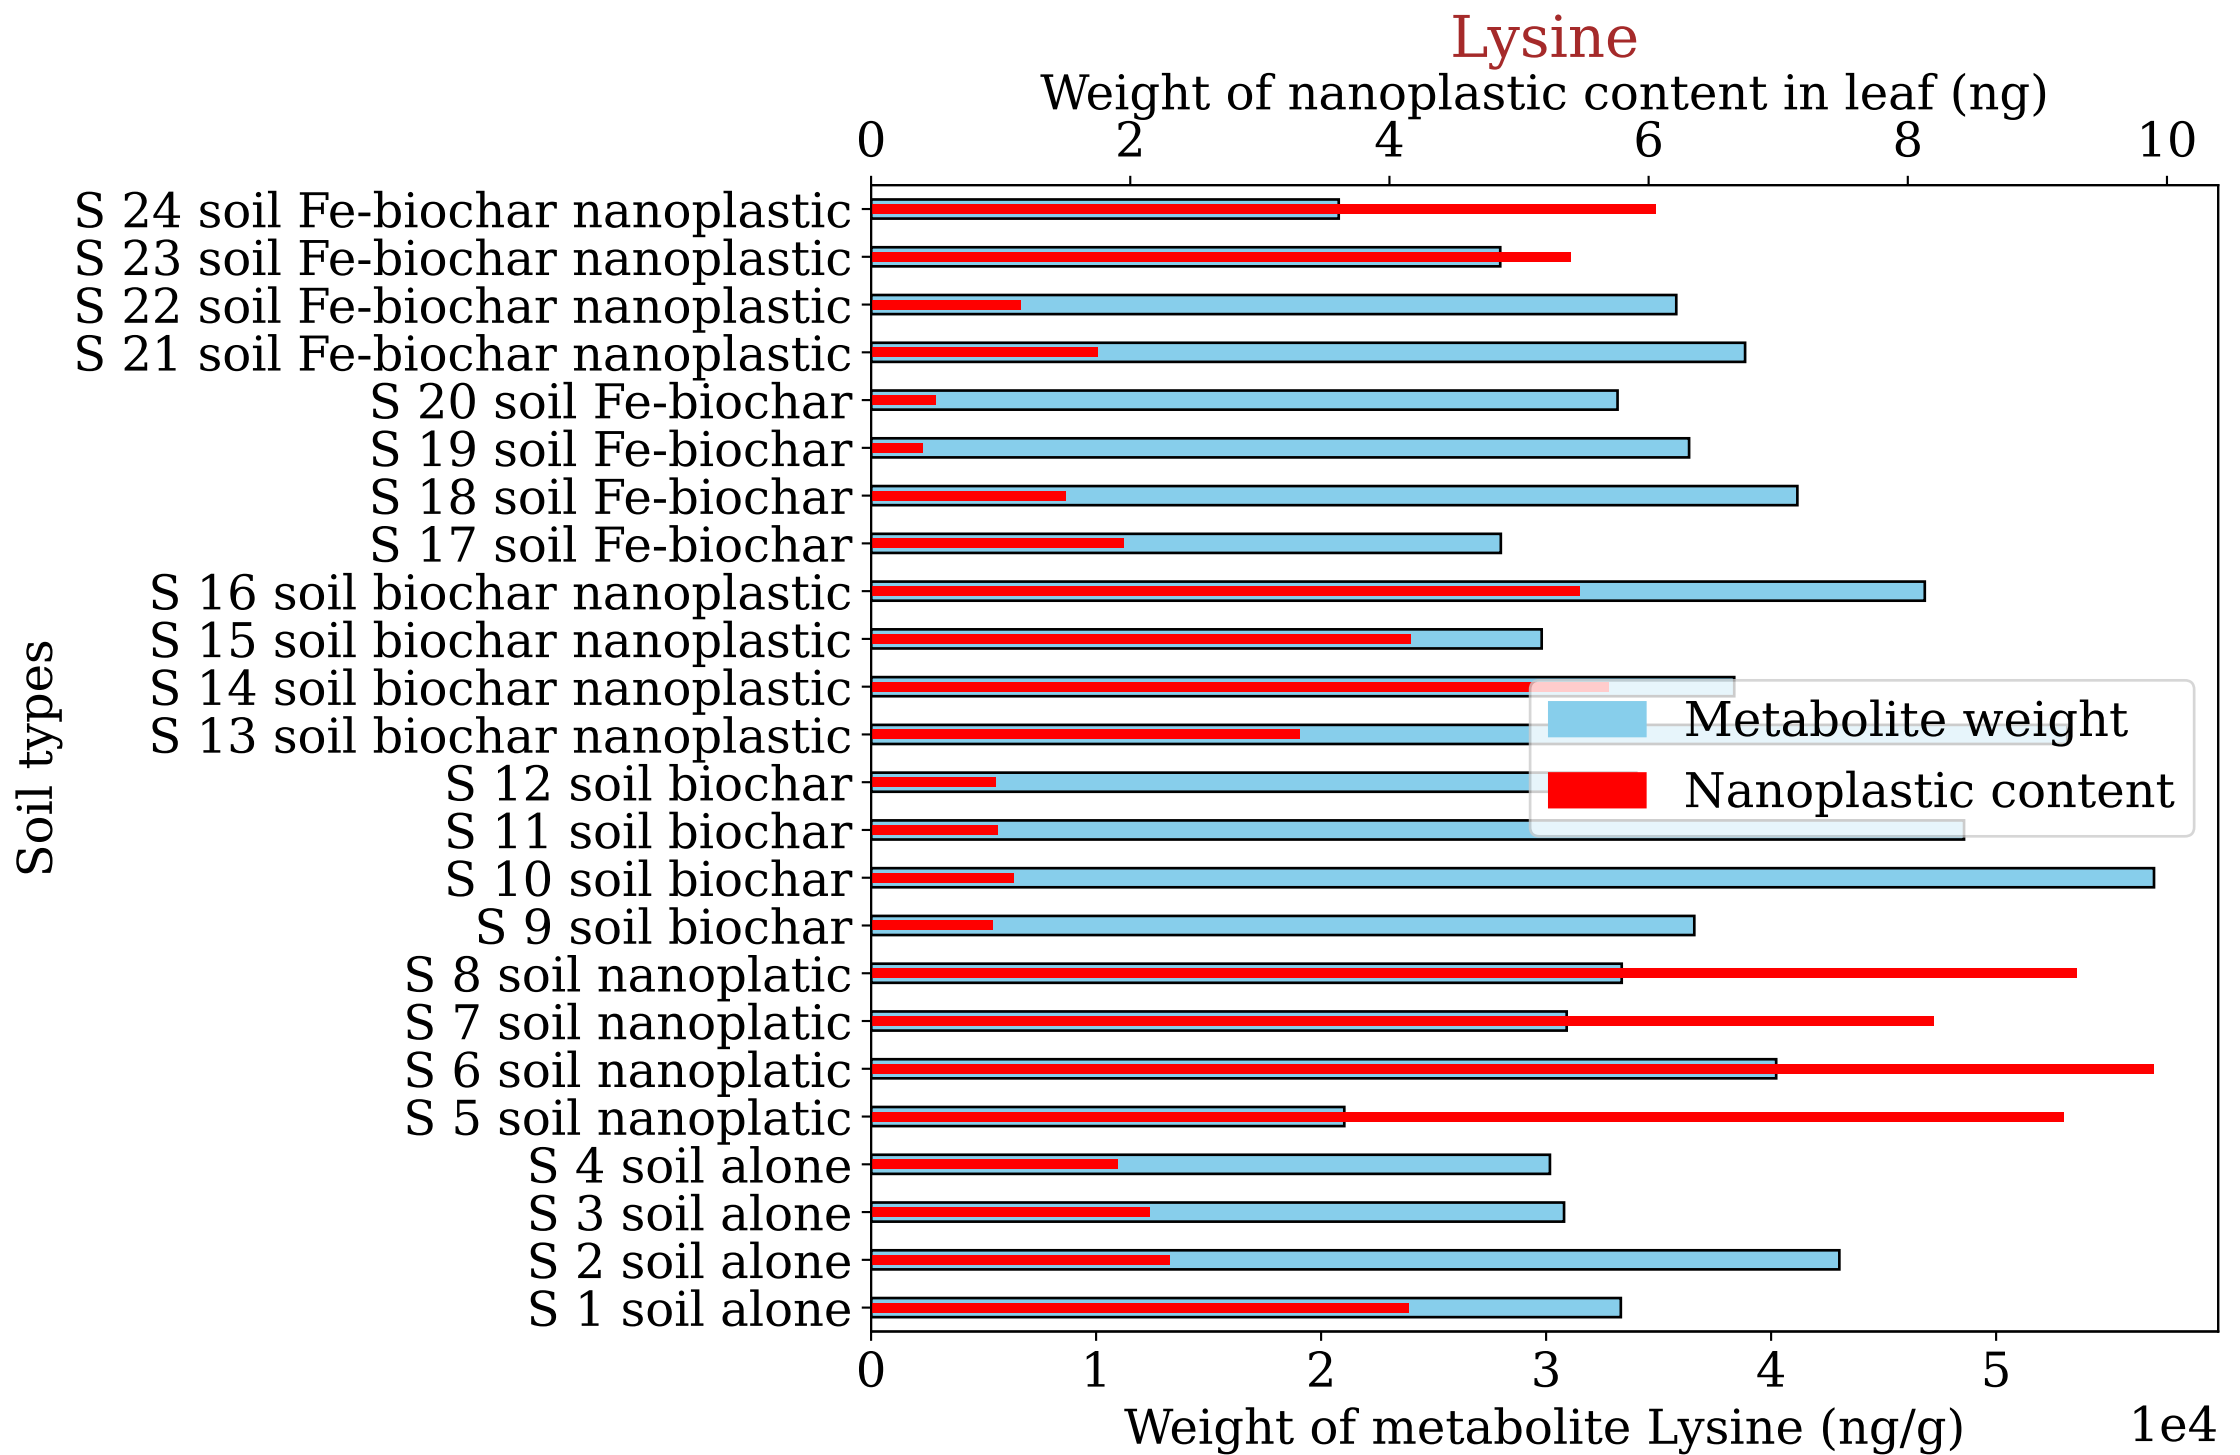 Lysine
Weight of nanoplastic content in leaf (ng)
0 2 4 6 8 10
S 24 soil Fe-biochar nanoplastic
S 23 soil Fe-biochar nanoplastic
S 22 soil Fe-biochar nanoplastic
S 21 soil Fe-biochar nanoplastic
S 20 soil Fe-biochar
S 19 soil Fe-biochar
S 18 soil Fe-biochar
S 17 soil Fe-biochar
S 16 soil biochar nanoplastic
S 15 soil biochar nanoplastic
S 14 soil biochar nanoplastic
S 13 soil biochar nanoplastic
S 12 soil biochar
S 11 soil biochar
S 10 soil biochar
S 9 soil biochar
S 8 soil nanoplatic
S 7 soil nanoplatic
S 6 soil nanoplatic
S 5 soil nanoplatic
S 4 soil alone
S 3 soil alone
S 2 soil alone
S 1 soil alone
Soil types
Metabolite weight
Nanoplastic content
0 1 2 3 4 5
1e4
Weight of metabolite Lysine (ng/g)